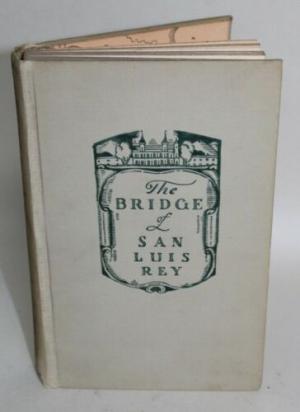 The
BRIDGE
of
SAN
LUIS
REY